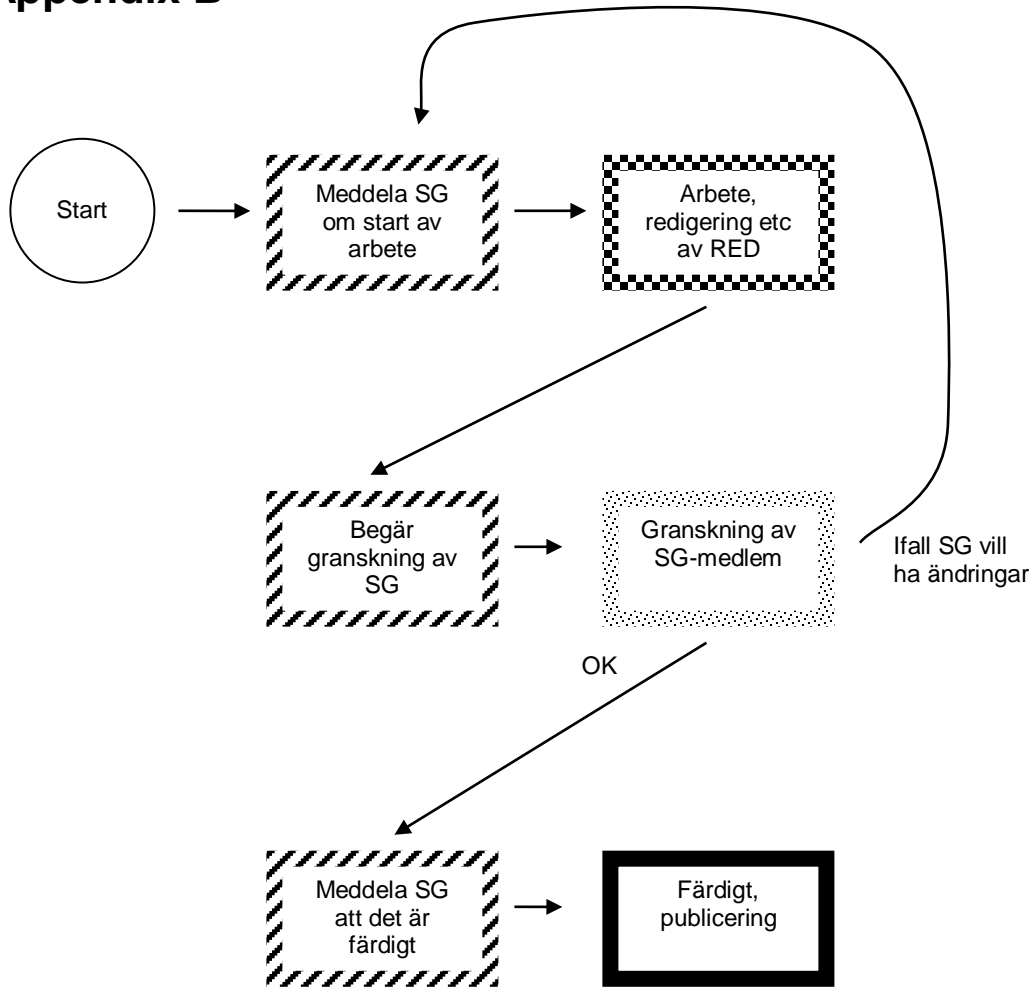 Appendix B
Start
Meddela SG
om start av
arbete
Arbete,
redigering etc
av RED
Begär
granskning av
SG
Granskning av
SG-medlem
Ifall SG vill
ha ändringar
OK
Meddela SG
att det är
färdigt
Färdigt,
publicering